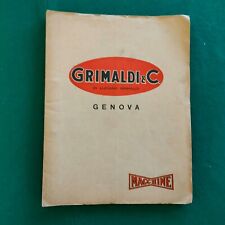 GRIMALDI & C.
GENOVA
MACCHINE